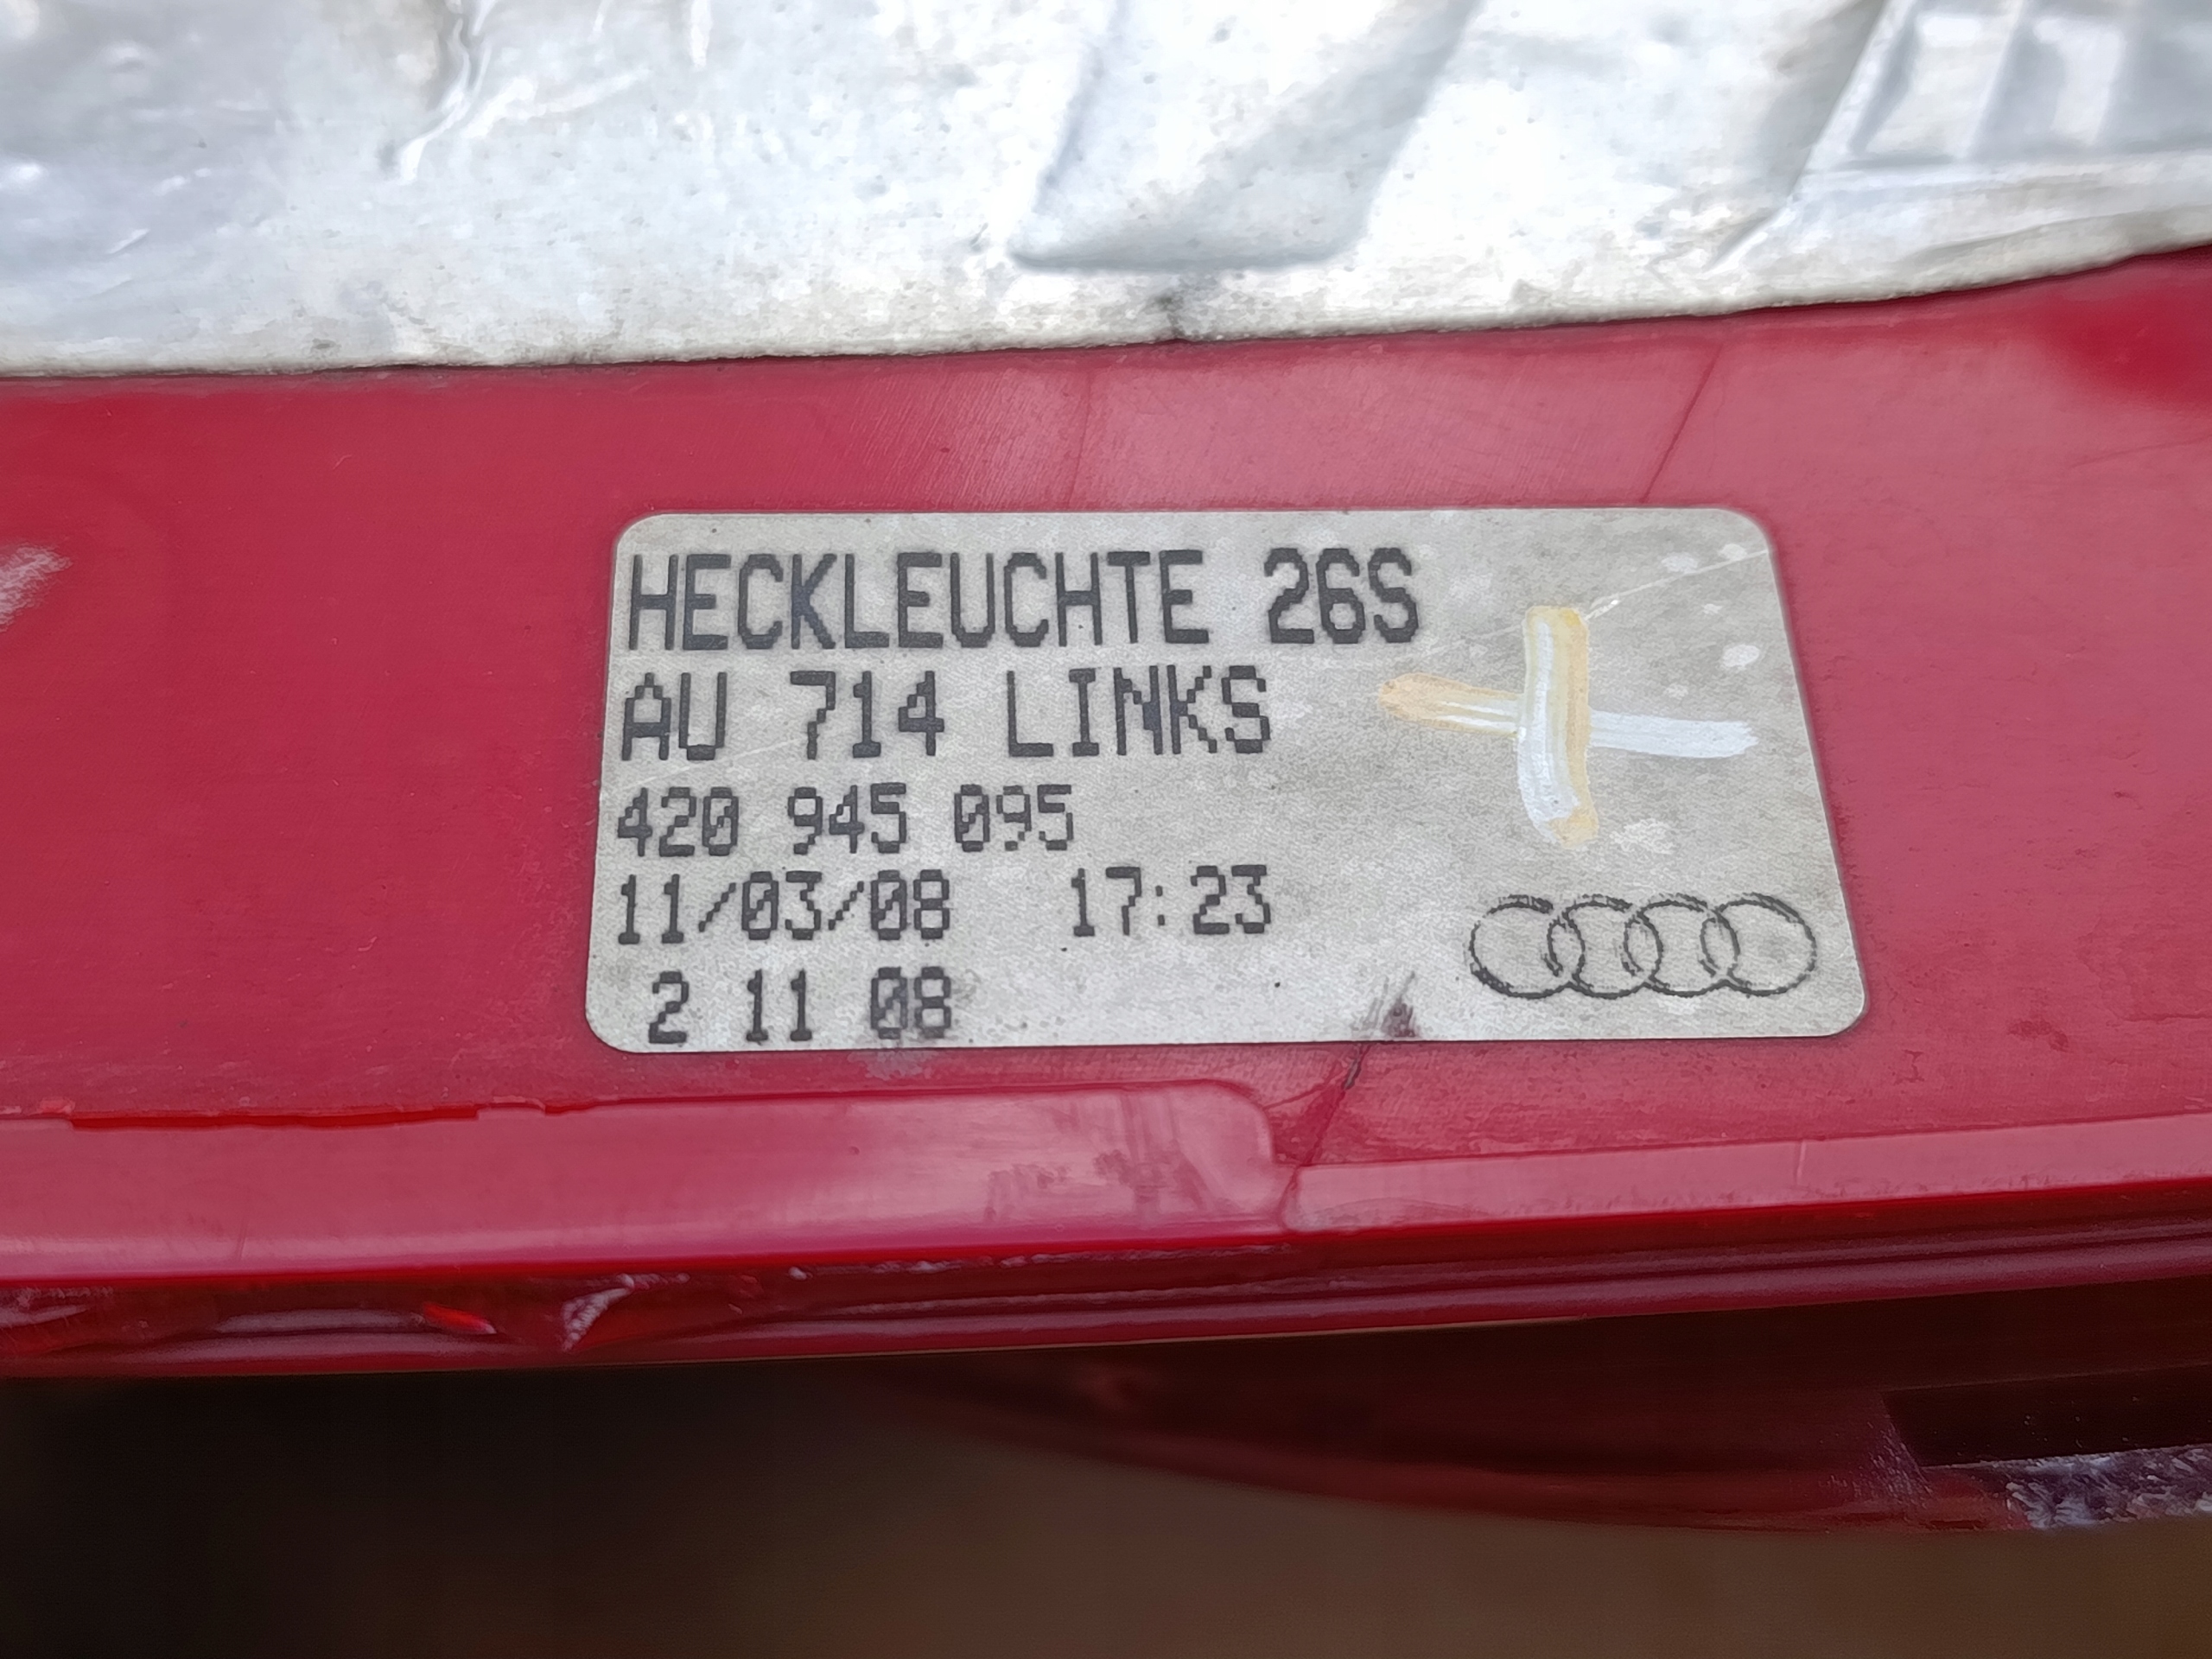 HECKLEUCHTE 26S
AU 714 LINKS
420 945 095
11/03/08 17:23
2 11 08